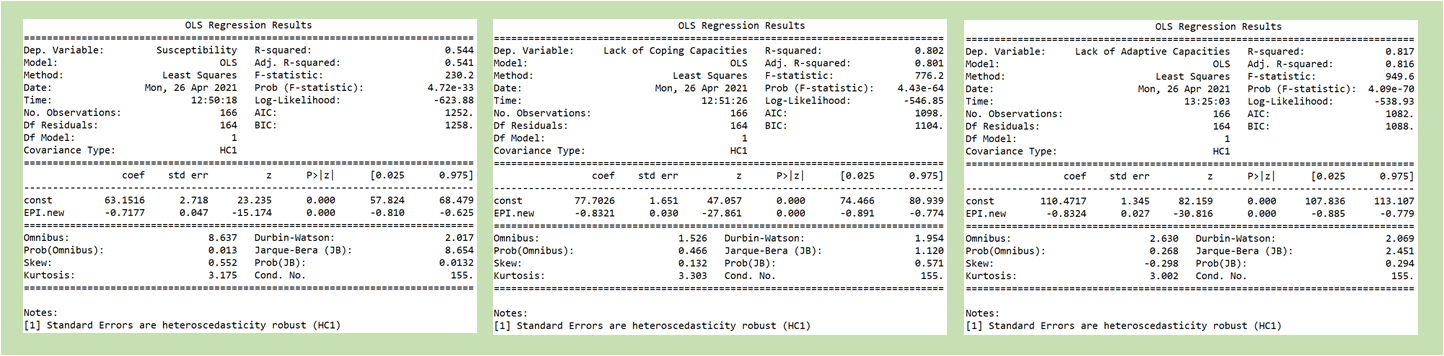 OLS Regression Results
==============================================================================
Dep. Variable: Susceptibility R-squared: 0.544
Model: OLS Adj. R-squared: 0.541
Method: Least Squares F-statistic: 230.2
Date: Mon, 26 Apr 2021 Prob (F-statistic): 4.72e-33
Time: 12:50:18 Log-Likelihood: -623.88
No. Observations: 166 AIC: 1252.
Df Residuals: 164 BIC: 1258.
Df Model: 1
Covariance Type: HC1
==============================================================================
coef std err z P>|z| [0.025 0.975]
------------------------------------------------------------------------------
const 63.1516 2.718 23.235 0.000 57.824 68.479
EPI.new -0.7177 0.047 -15.174 0.000 -0.810 -0.625
==============================================================================
Omnibus: 8.637 Durbin-Watson: 2.017
Prob(Omnibus): 0.013 Jarque-Bera (JB): 8.654
Skew: 0.552 Prob(JB): 0.0132
Kurtosis: 3.175 Cond. No. 155.
==============================================================================
Notes:
[1] Standard Errors are heteroscedasticity robust (HC1)
OLS Regression Results
==============================================================================
Dep. Variable: Lack of Coping Capacities R-squared: 0.802
Model: OLS Adj. R-squared: 0.801
Method: Least Squares F-statistic: 776.2
Date: Mon, 26 Apr 2021 Prob (F-statistic): 4.43e-64
Time: 12:51:26 Log-Likelihood: -546.85
No. Observations: 166 AIC: 1098.
Df Residuals: 164 BIC: 1104.
Df Model: 1
Covariance Type: HC1
==============================================================================
coef std err z P>|z| [0.025 0.975]
------------------------------------------------------------------------------
const 77.7026 1.651 47.057 0.000 74.466 80.939
EPI.new -0.8321 0.030 -27.861 0.000 -0.891 -0.774
==============================================================================
Omnibus: 1.526 Durbin-Watson: 1.954
Prob(Omnibus): 0.466 Jarque-Bera (JB): 1.120
Skew: 0.132 Prob(JB): 0.571
Kurtosis: 3.303 Cond. No. 155.
==============================================================================
Notes:
[1] Standard Errors are heteroscedasticity robust (HC1)
OLS Regression Results
==============================================================================
Dep. Variable: Lack of Adaptive Capacities R-squared: 0.817
Model: OLS Adj. R-squared: 0.816
Method: Least Squares F-statistic: 949.6
Date: Mon, 26 Apr 2021 Prob (F-statistic): 4.09e-70
Time: 13:25:03 Log-Likelihood: -538.93
No. Observations: 166 AIC: 1082.
Df Residuals: 164 BIC: 1088.
Df Model: 1
Covariance Type: HC1
==============================================================================
coef std err z P>|z| [0.025 0.975]
------------------------------------------------------------------------------
const 110.4717 1.345 82.159 0.000 107.836 113.107
EPI.new -0.8324 0.027 -30.816 0.000 -0.885 -0.779
==============================================================================
Omnibus: 2.630 Durbin-Watson: 2.069
Prob(Omnibus): 0.268 Jarque-Bera (JB): 2.451
Skew: -0.298 Prob(JB): 0.294
Kurtosis: 3.002 Cond. No. 155.
==============================================================================
Notes:
[1] Standard Errors are heteroscedasticity robust (HC1)